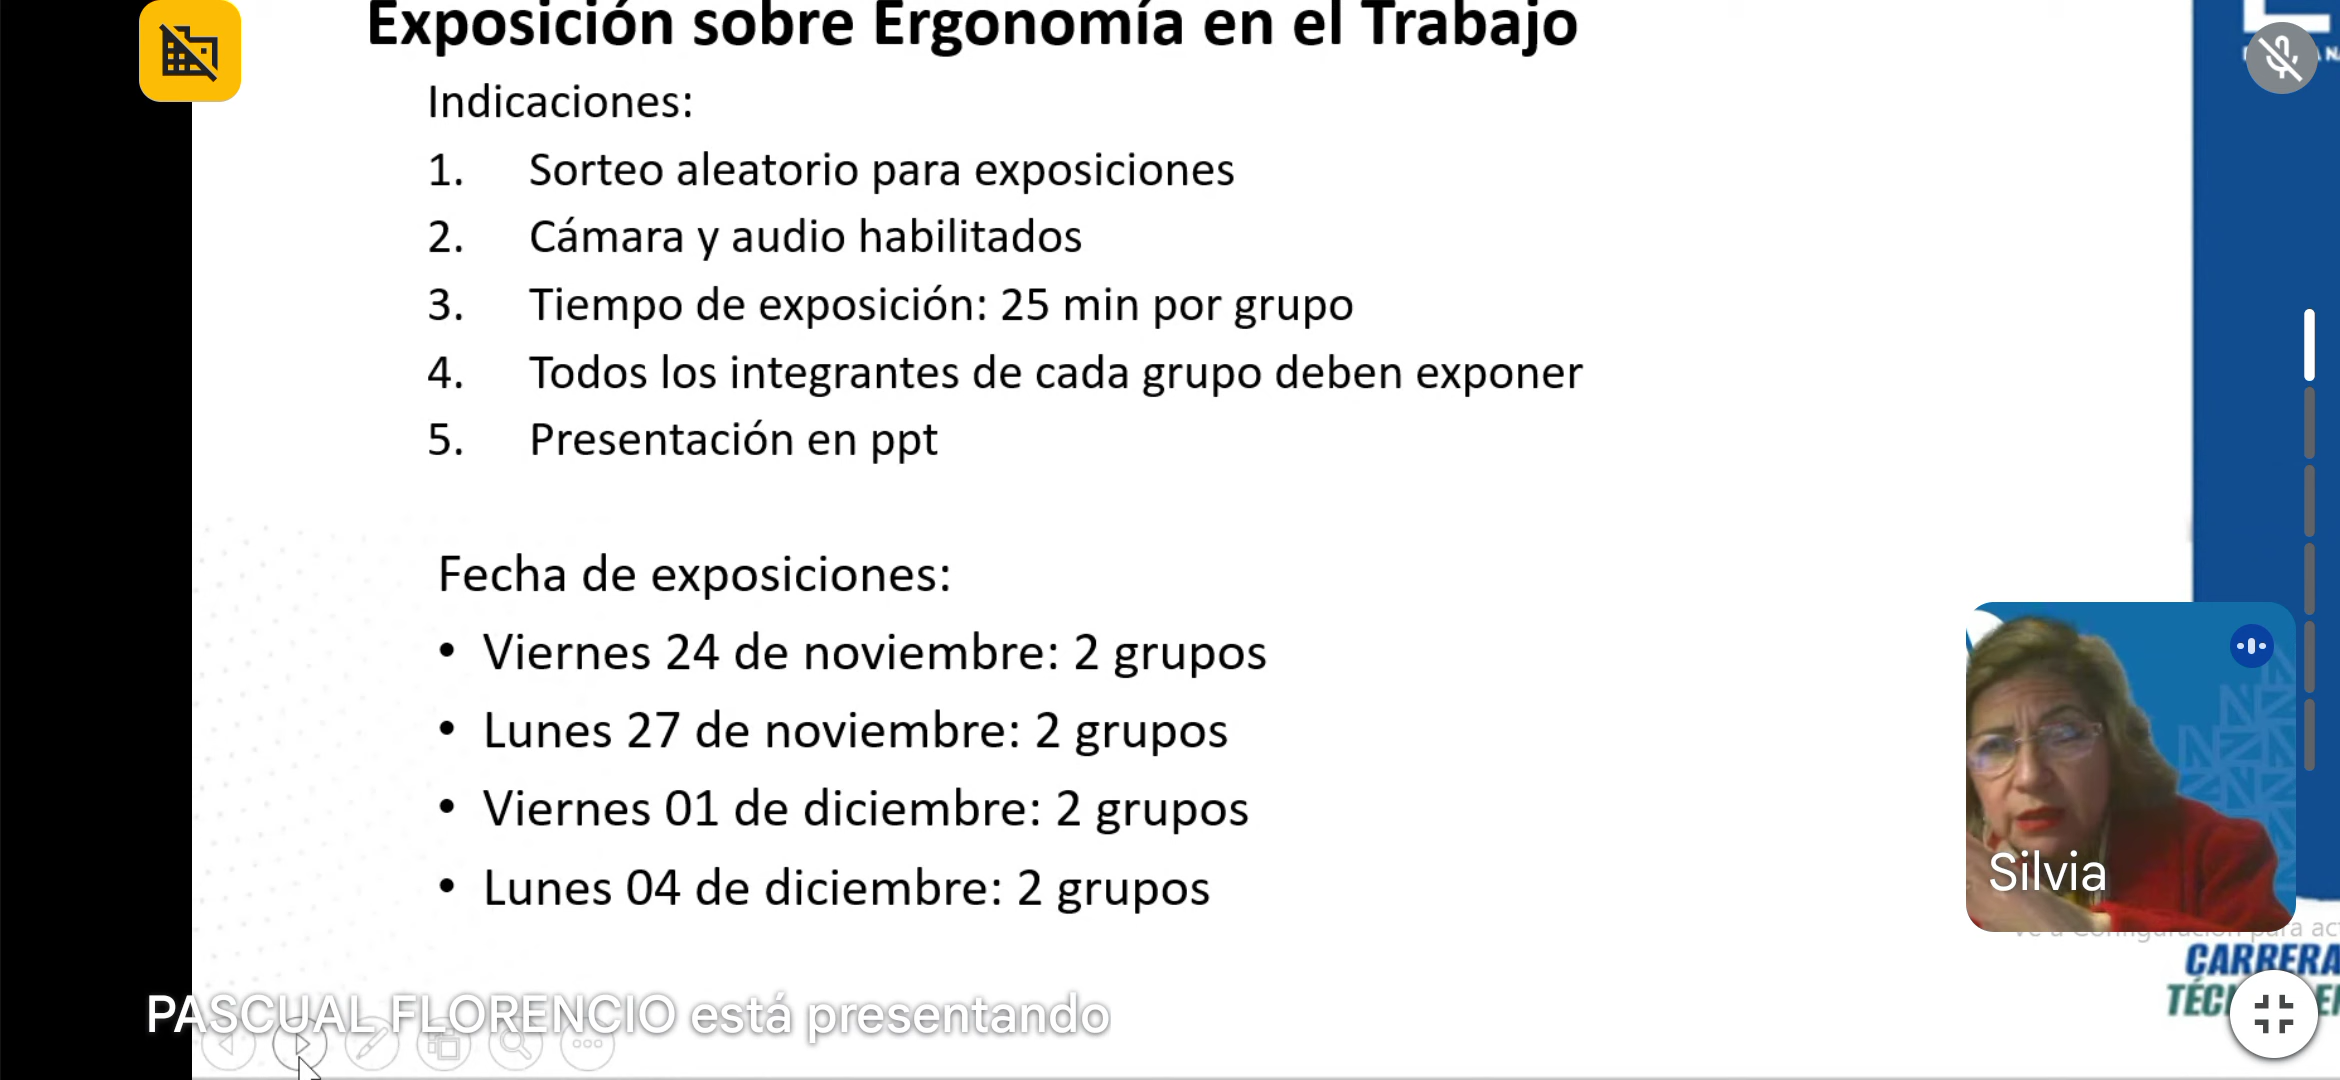 Exposición sobre Ergonomía en el Trabajo
Indicaciones:
1. Sorteo aleatorio para exposiciones
2. Cámara y audio habilitados
3. Tiempo de exposición: 25 min por grupo
4. Todos los integrantes de cada grupo deben exponer
5. Presentación en ppt
Fecha de exposiciones:
• Viernes 24 de noviembre: 2 grupos
• Lunes 27 de noviembre: 2 grupos
• Viernes 01 de diciembre: 2 grupos
• Lunes 04 de diciembre: 2 grupos
Silvia
CARRERA
PASCUAL FLORENCIO está presentando